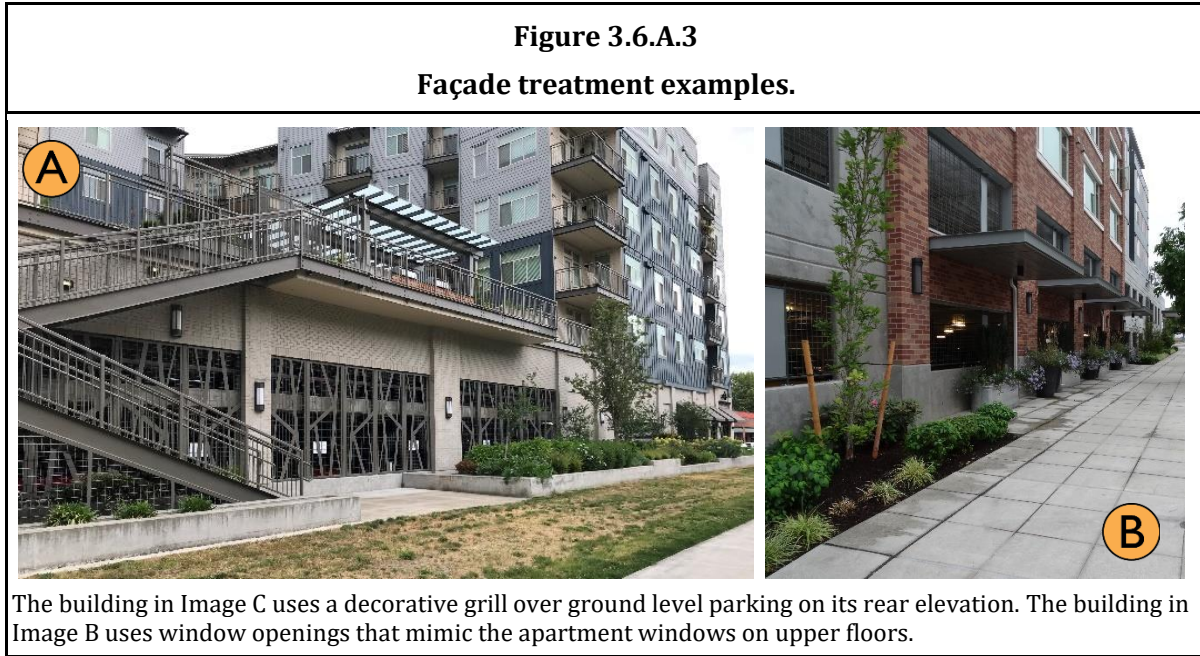 Figure 3.6.A.3
Façade treatment examples.
A
B
The building in Image C uses a decorative grill over ground level parking on its rear elevation. The building in
Image B uses window openings that mimic the apartment windows on upper floors.